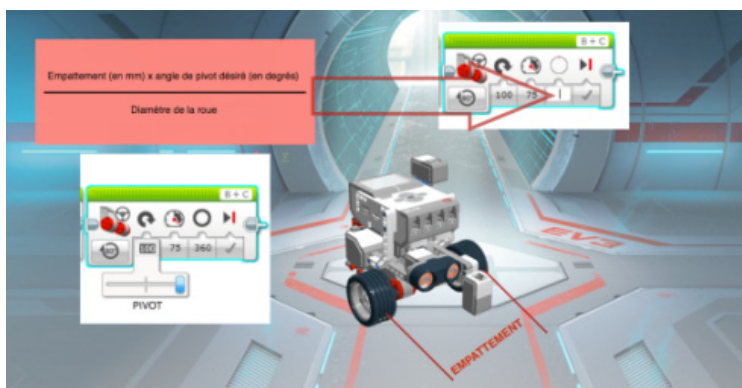 B + C
Empattement (en mm) x angle de pivot désiré (en degrés)
Diamètre de la roue
100 75
B + C
100 75 360
PIVOT
EV3
EMPATTEMENT